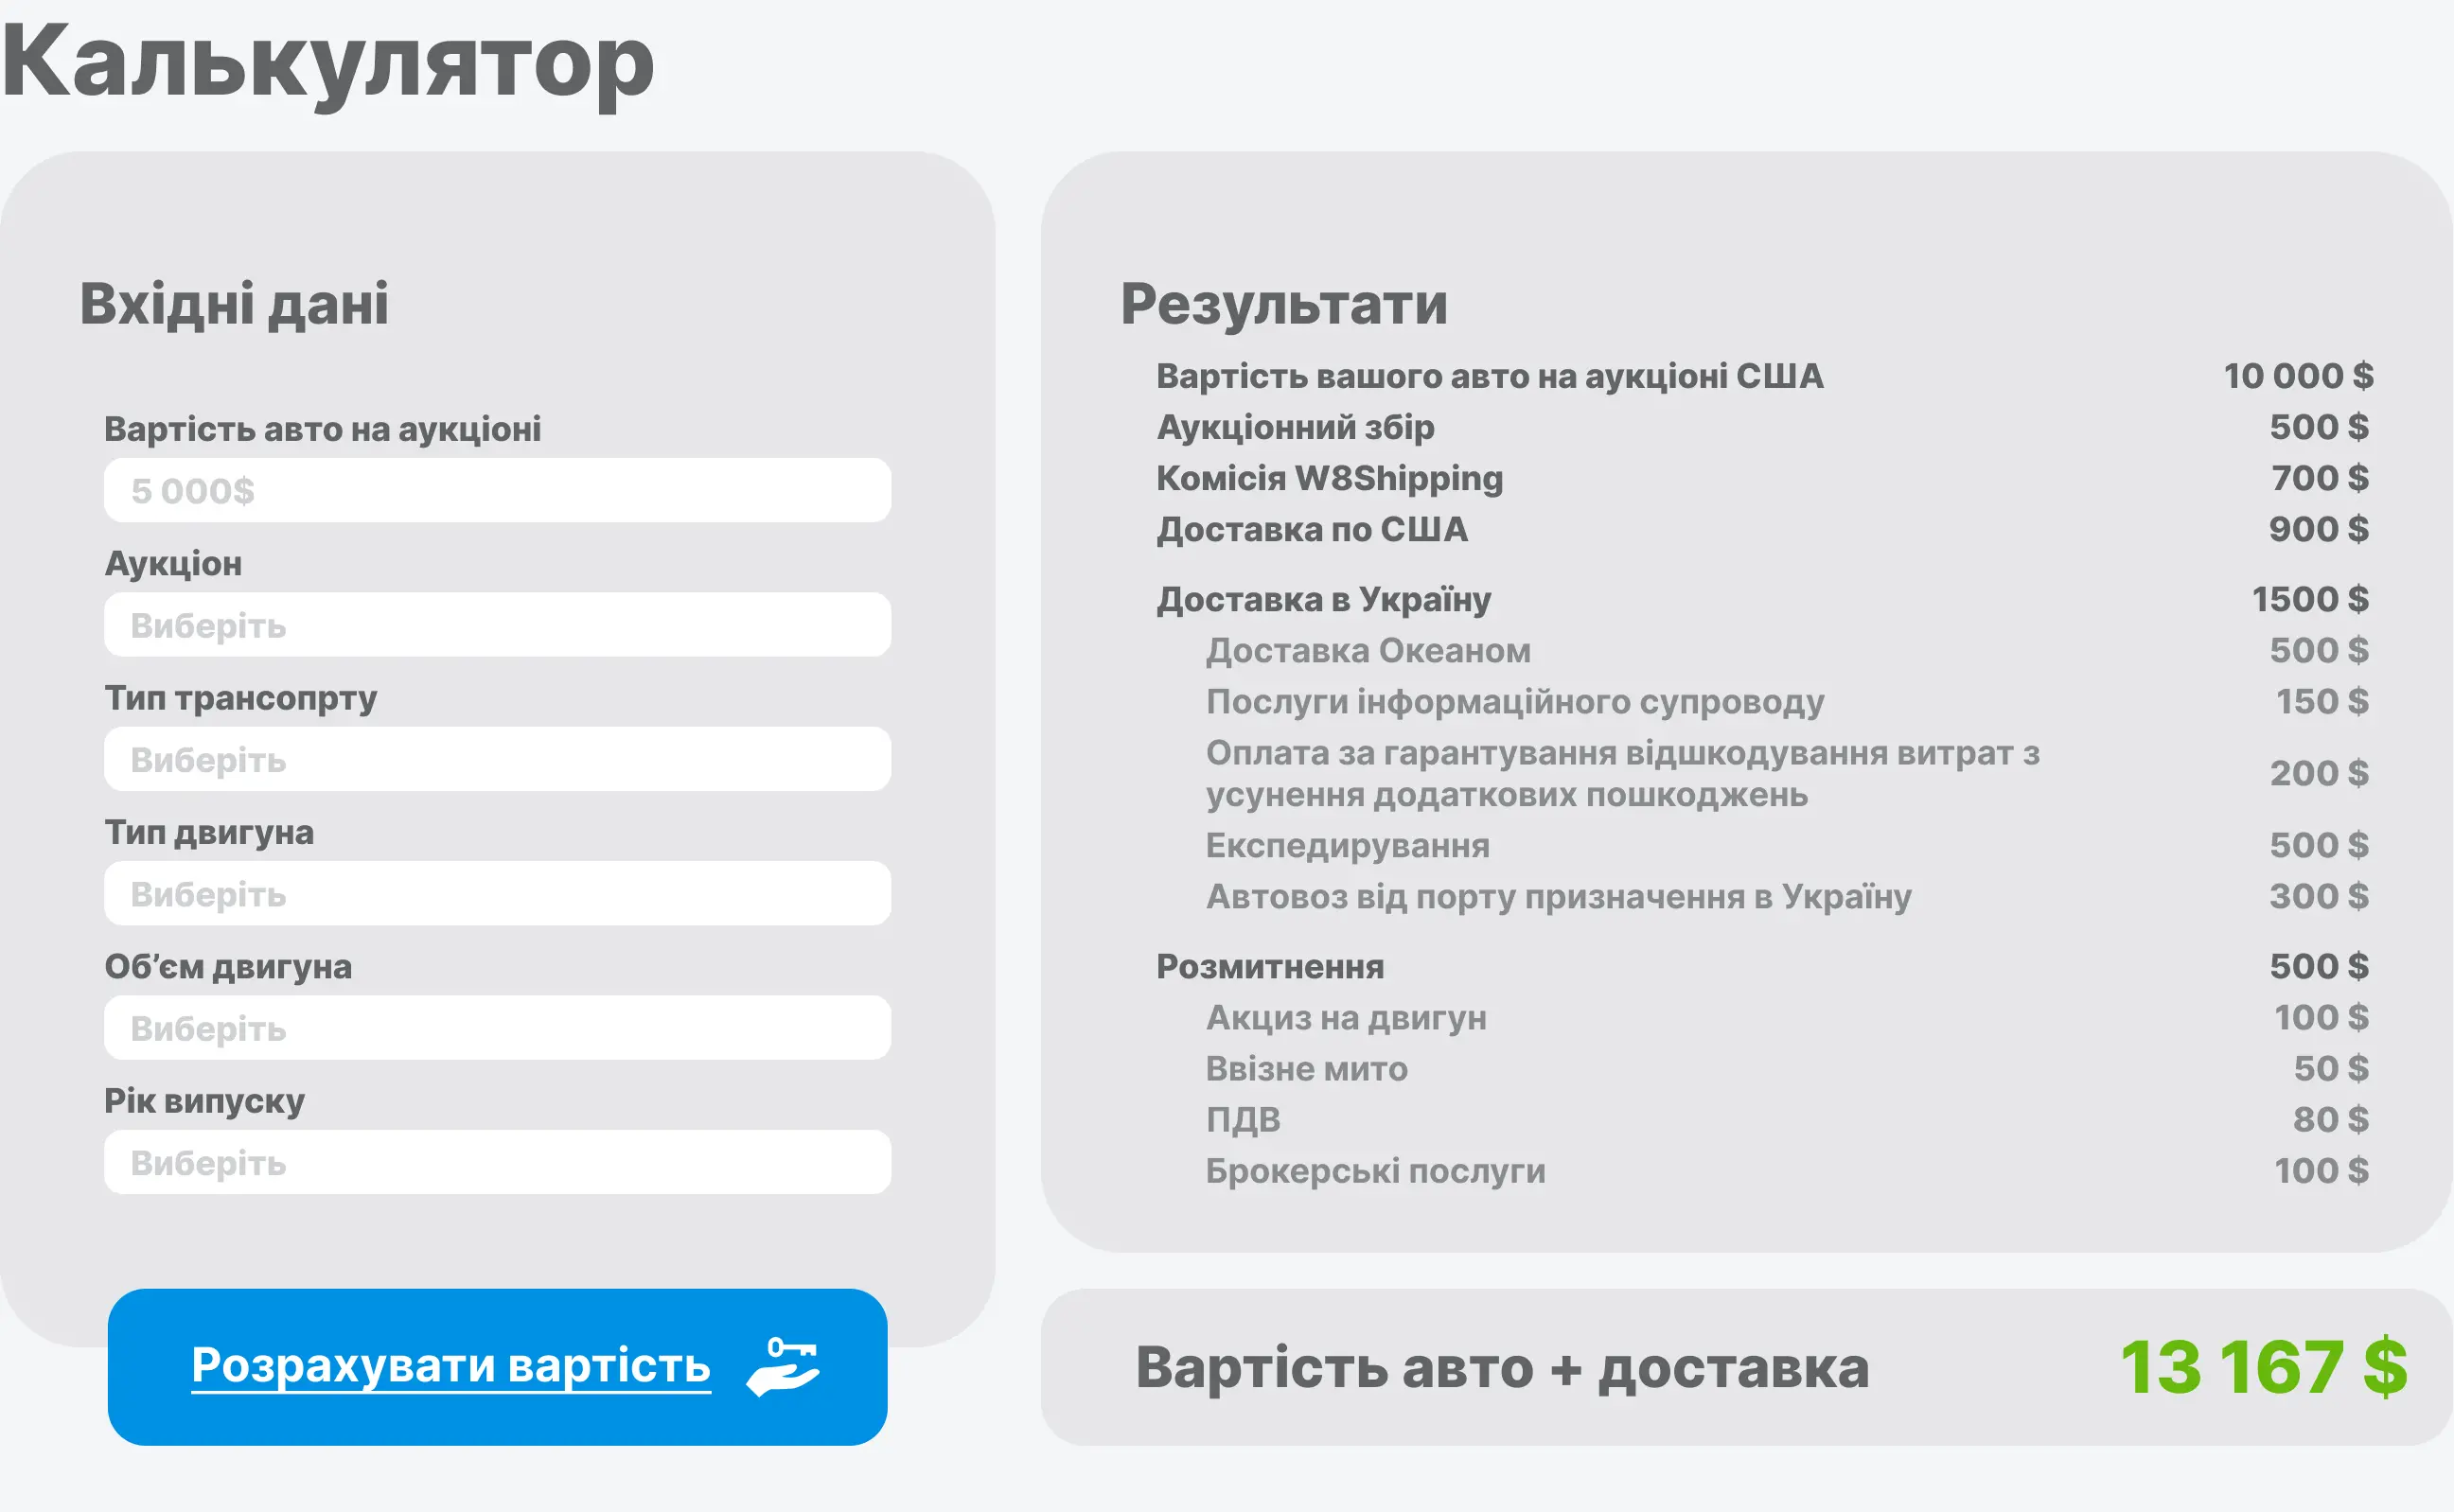 Калькулятор
Вхідні дані
Вартість авто на аукціоні
5 000$
Аукціон
Виберіть
Тип трансопрту
Виберіть
Тип двигуна
Виберіть
Об’єм двигуна
Виберіть
Рік випуску
Виберіть
Розрахувати вартість
Результати
Вартість вашого авто на аукціоні США 10 000 $
Аукціонний збір 500 $
Комісія W8Shipping 700 $
Доставка по США 900 $
Доставка в Україну 1500 $
Доставка Океаном 500 $
Послуги інформаційного супроводу 150 $
Оплата за гарантування відшкодування витрат з
усунення додаткових пошкоджень 200 $
Експедирування 500 $
Автовоз від порту призначення в Україну 300 $
Розмитнення 500 $
Акциз на двигун 100 $
Ввізне мито 50 $
ПДВ 80 $
Брокерські послуги 100 $
Вартість авто + доставка 13 167 $